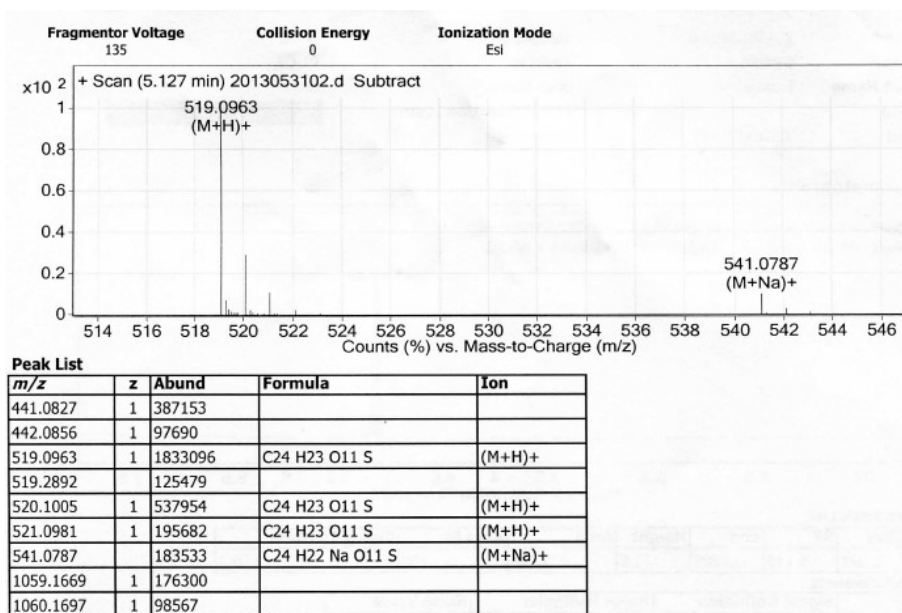 Fragmentor Voltage Collision Energy Ionization Mode
135 0 Esi
x10 2 + Scan (5.127 min) 2013053102.d Subtract
1 519.0963
(M+H)+
0.8
0.6
0.4
0.2 541.0787
(M+Na)+
0
514 516 518 520 522 524 526 528 530 532 534 536 538 540 542 544 546
Counts (%) vs. Mass-to-Charge (m/z)
Peak List
m/z z Abund Formula Ion
441.0827 1 387153
442.0856 1 97690
519.0963 1 1833096 C24 H23 O11 S (M+H)+
519.2892 125479
520.1005 1 537954 C24 H23 O11 S (M+H)+
521.0981 1 195682 C24 H23 O11 S (M+H)+
541.0787 183533 C24 H22 Na O11 S (M+Na)+
1059.1669 1 176300
1060.1697 1 98567